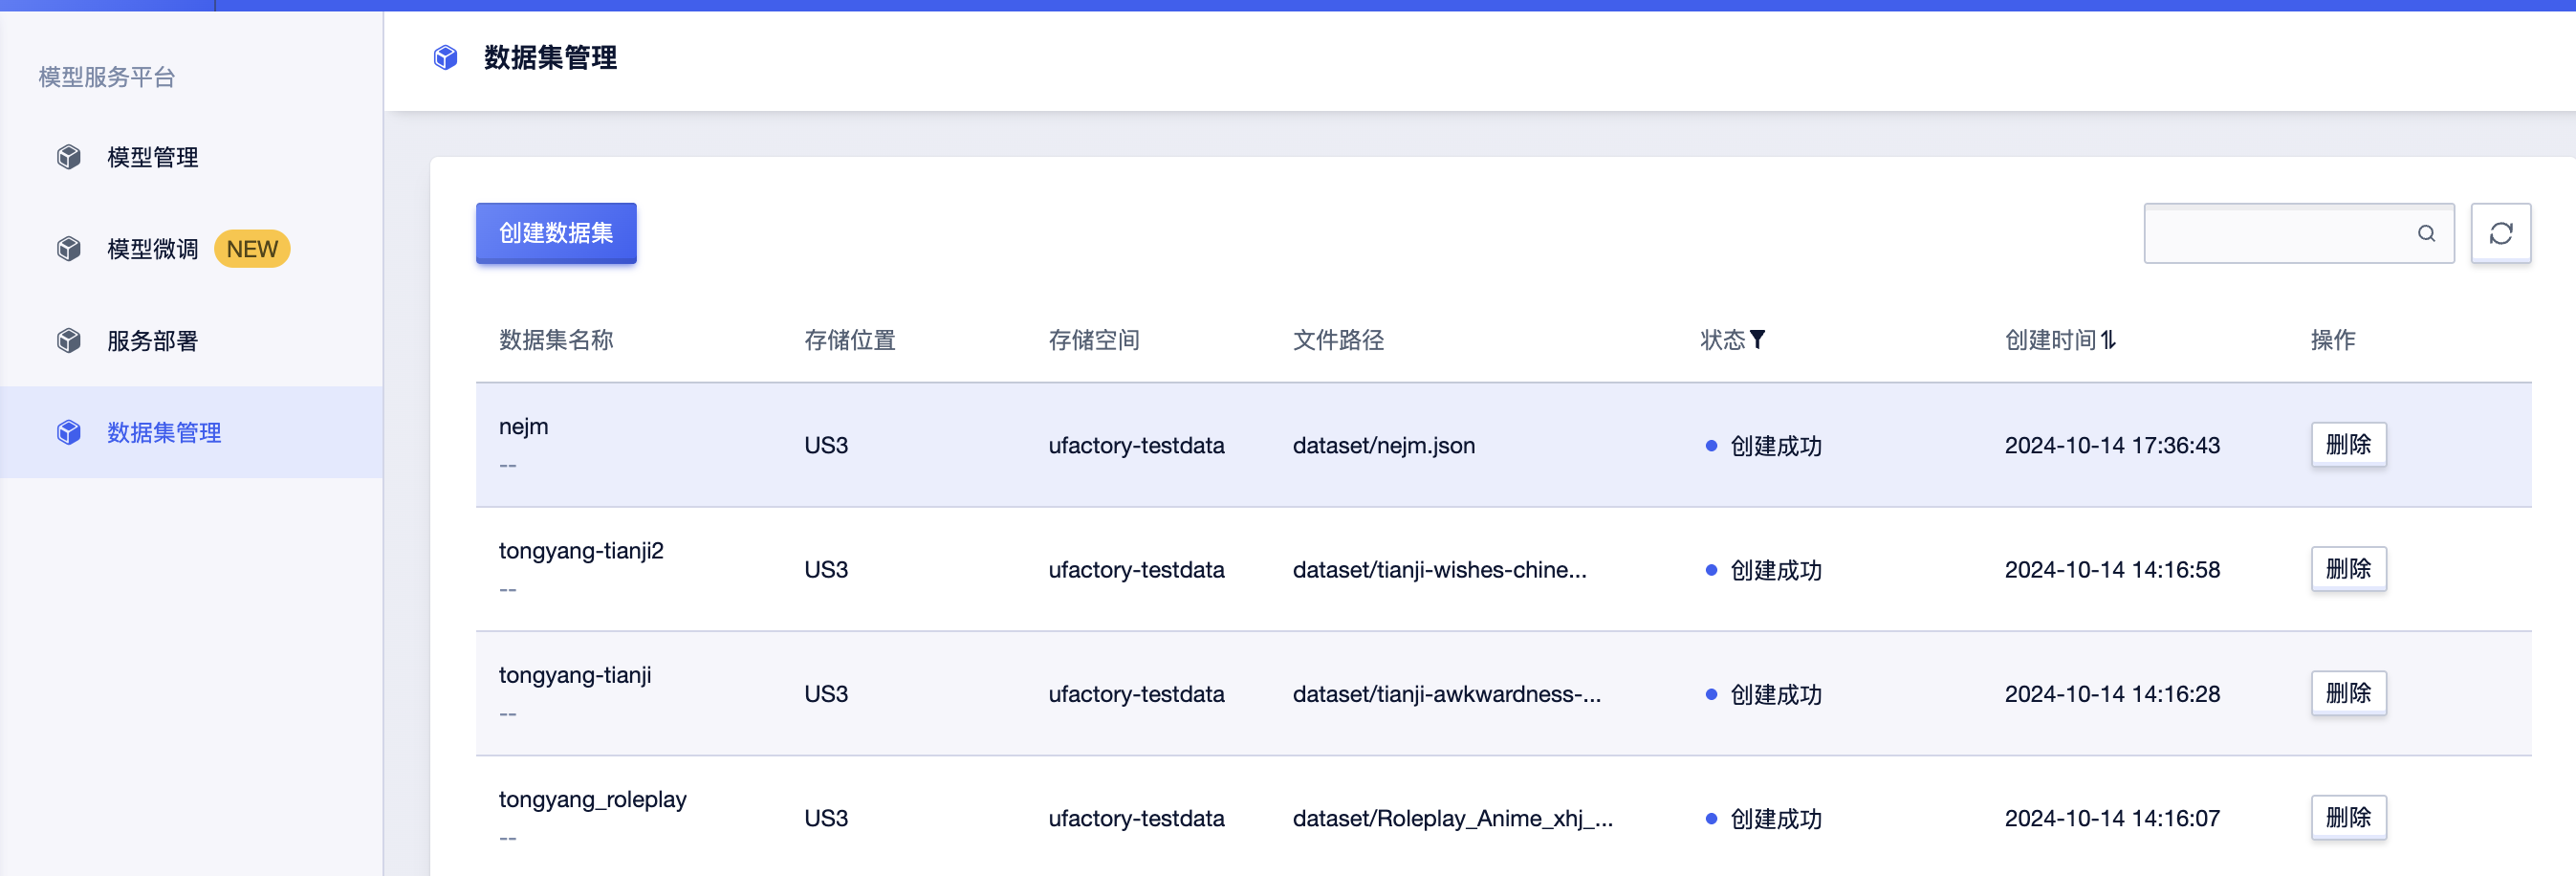 模型服务平台
模型管理
模型微调 NEW
服务部署
数据集管理
数据集管理
创建数据集
数据集名称 存储位置 存储空间 文件路径 状态 创建时间 操作
nejm
-- US3 ufactory-testdata dataset/nejm.json 创建成功 2024-10-14 17:36:43 删除
tongyang-tianji2
-- US3 ufactory-testdata dataset/tianji-wishes-chine... 创建成功 2024-10-14 14:16:58 删除
tongyang-tianji
-- US3 ufactory-testdata dataset/tianji-awkwardness-... 创建成功 2024-10-14 14:16:28 删除
tongyang_roleplay
-- US3 ufactory-testdata dataset/Roleplay_Anime_xhj_... 创建成功 2024-10-14 14:16:07 删除